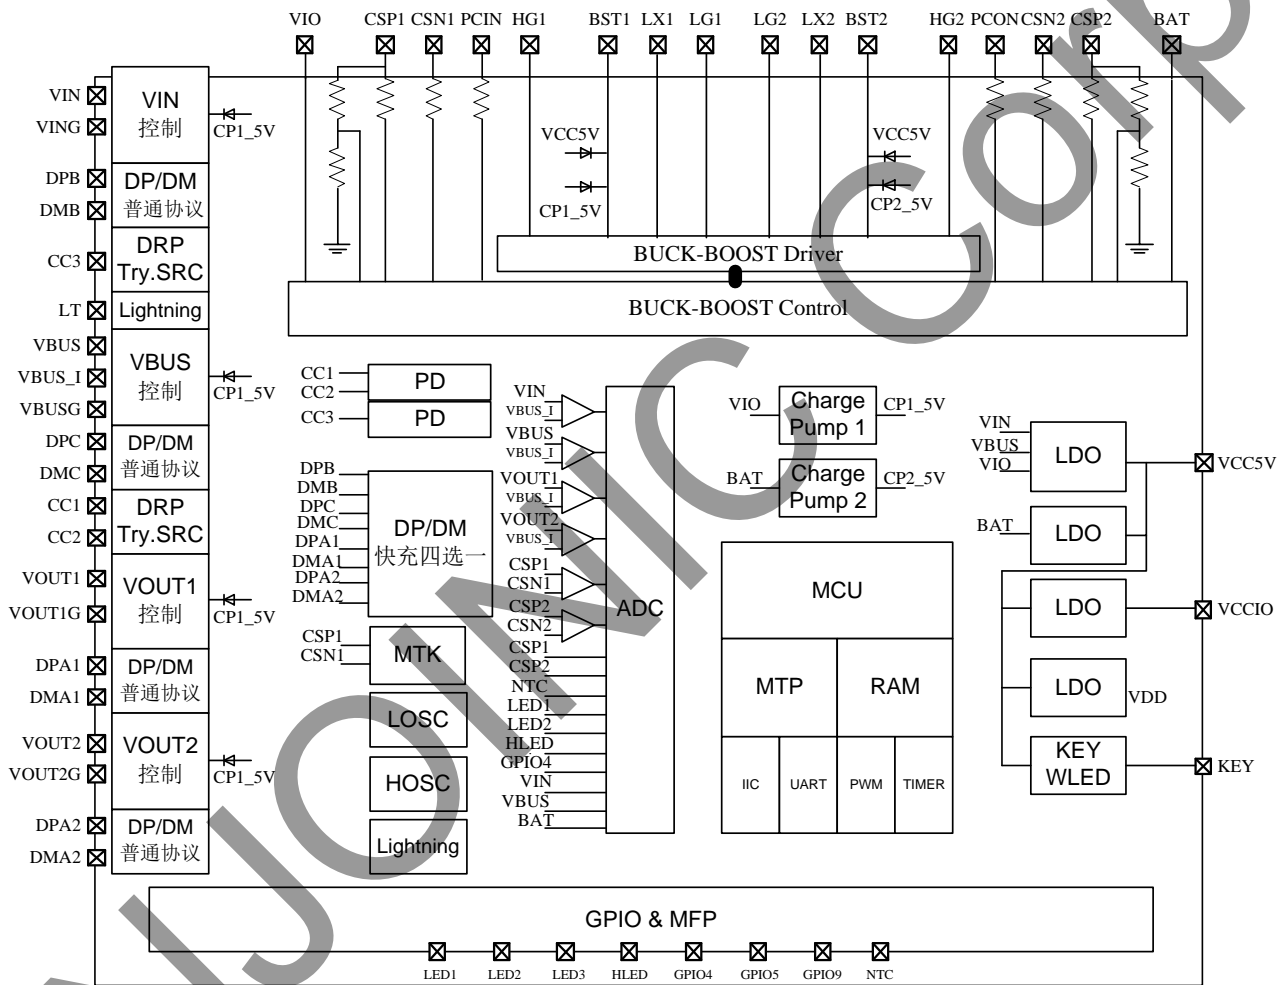 VIO CSP1 CSN1 PCIN HG1 BST1 LX1 LG1 LG2 LX2 BST2 HG2 PCON CSN2 CSP2 BAT
VIN
VING
DPB
DMB
CC3
LT
VBUS
VBUS_I
VBUSG
DPC
DMC
CC1
CC2
VOUT1
VOUT1G
DPA1
DMA1
VOUT2
VOUT2G
DPA2
DMA2
VIN
控制
DP/DM
普通协议
DRP
Try.SRC
Lightning
VBUS
控制
DP/DM
普通协议
DRP
Try.SRC
VOUT1
控制
DP/DM
普通协议
VOUT2
控制
DP/DM
普通协议
CP1_5V
CP1_5V
CP1_5V
CP1_5V
VCC5V
CP1_5V
VCC5V
CP2_5V
BUCK-BOOST Driver
BUCK-BOOST Control
CC1
CC2
PD
CC3
PD
DPB
DMB
DPC
DMC
DPA1
DMA1
DPA2
DMA2
DP/DM
快充四选一
CSP1
CSN1
MTK
LOSC
HOSC
Lightning
VIN
VBUS_I
VBUS
VBUS_I
VOUT1
VBUS_I
VOUT2
VBUS_I
CSP1
CSN1
CSP2
CSN2
CSP1
CSP2
NTC
LED1
LED2
HLED
GPIO4
VIN
VBUS
BAT
ADC
VIO
Charge
Pump 1
CP1_5V
BAT
Charge
Pump 2
CP2_5V
MCU
MTP
RAM
IIC
UART
PWM
TIMER
VIN
VBUS
VIO
LDO
BAT
LDO
LDO
LDO
VDD
KEY
WLED
VCC5V
VCCIO
KEY
GPIO & MFP
LED1 LED2 LED3 HLED GPIO4 GPIO5 GPIO9 NTC
NJOINIC Corp